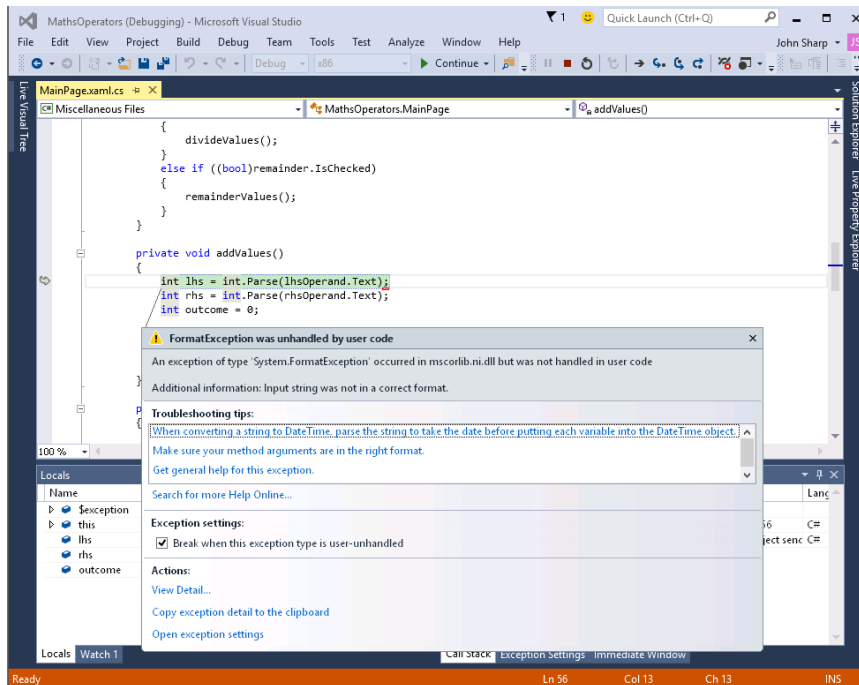 MathsOperators (Debugging) - Microsoft Visual Studio
1
Quick Launch (Ctrl+Q)
File Edit View Project Build Debug Team Tools Test Analyze Window Help
John Sharp
JS
Debug x86 Continue
Live Visual Tree
MainPage.xaml.cs
Solution Explorer
Live Property Explorer
C# Miscellaneous Files
MathsOperators.MainPage
addValues()
{
divideValues();
}
else if ((bool)remainder.IsChecked)
{
remainderValues();
}
}
private void addValues()
{
int lhs = int.Parse(lhsOperand.Text);
int rhs = int.Parse(rhsOperand.Text);
int outcome = 0;
}
p
{
FormatException was unhandled by user code
An exception of type 'System.FormatException' occurred in mscorlib.ni.dll but was not handled in user code
Additional information: Input string was not in a correct format.
Troubleshooting tips:
When converting a string to DateTime, parse the string to take the date before putting each variable into the DateTime object.
Make sure your method arguments are in the right format.
Get general help for this exception.
Search for more Help Online...
Exception settings:
Break when this exception type is user-unhandled
Actions:
View Detail...
Copy exception detail to the clipboard
Open exception settings
100 %
Locals
Name
Lang
$exception
this
56 C#
lhs
ject send C#
rhs
outcome
Locals Watch 1
Call Stack Exception Settings Immediate Window
Ready
Ln 56 Col 13 Ch 13 INS